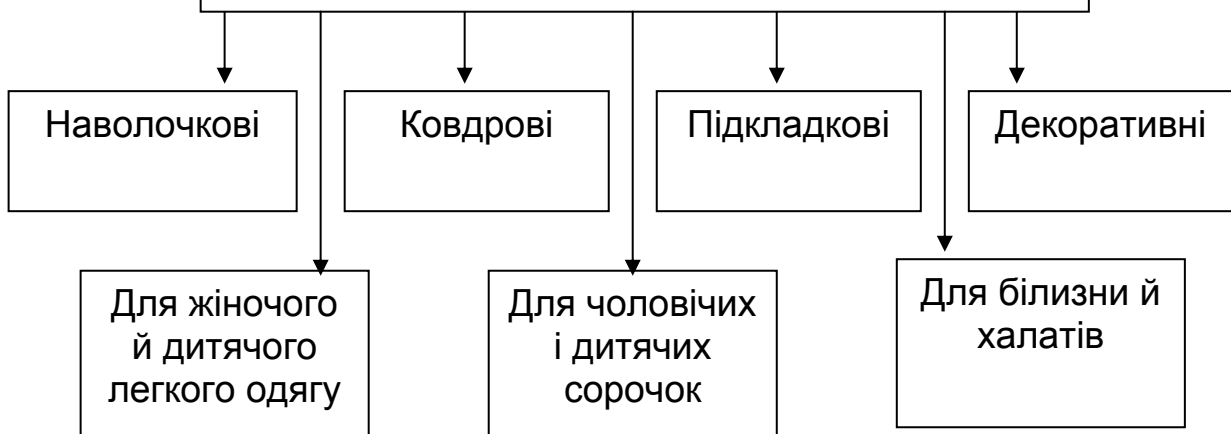 Наволочкові
Ковдрові
Підкладкові
Декоративні
Для жіночого
й дитячого
легкого одягу
Для чоловічих
і дитячих
сорочок
Для білизни й
халатів